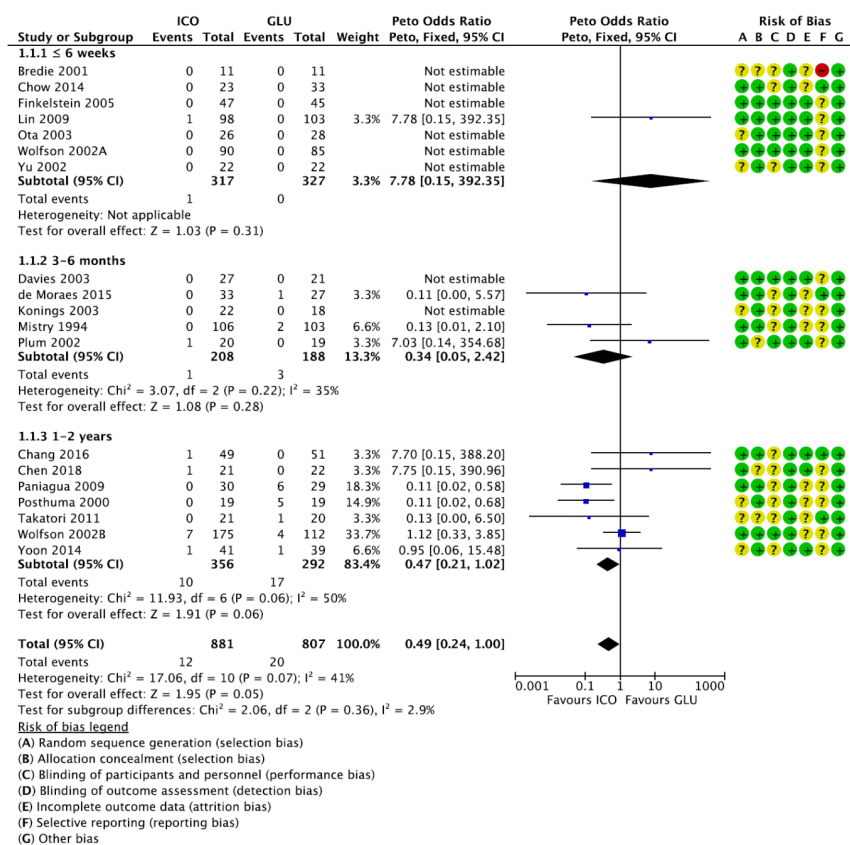 ICO GLU Peto Odds Ratio Peto Odds Ratio Risk of Bias
Study or Subgroup Events Total Events Total Weight Peto, Fixed, 95% CI Peto, Fixed, 95% CI A B C D E F G
1.1.1 ≤ 6 weeks
Bredie 2001 0 11 0 11 Not estimable ? ? ? + ? − +
Chow 2014 0 23 0 33 Not estimable + + ? + ? + +
Finkelstein 2005 0 47 0 45 Not estimable + + + + + ? +
Lin 2009 1 98 0 103 3.3% 7.78 [0.15, 392.35] + + + + + ? +
Ota 2003 0 26 0 28 Not estimable ? + + + + ? +
Wolfson 2002A 0 90 0 85 Not estimable + + + + + ? +
Yu 2002 0 22 0 22 Not estimable ? + ? + + ? +
Subtotal (95% CI) 317 327 3.3% 7.78 [0.15, 392.35]
Total events 1 0
Heterogeneity: Not applicable
Test for overall effect: Z = 1.03 (P = 0.31)
1.1.2 3–6 months
Davies 2003 0 27 0 21 Not estimable + + + + + ? +
de Moraes 2015 0 33 1 27 3.3% 0.11 [0.00, 5.57] + + ? + ? + +
Konings 2003 0 22 0 18 Not estimable ? + ? + ? ? +
Mistry 1994 0 106 2 103 6.6% 0.13 [0.01, 2.10] + + ? + ? ? +
Plum 2002 1 20 0 19 3.3% 7.03 [0.14, 354.68] + ? + + + ? +
Subtotal (95% CI) 208 188 13.3% 0.34 [0.05, 2.42]
Total events 1 3
Heterogeneity: Chi² = 3.07, df = 2 (P = 0.22); I² = 35%
Test for overall effect: Z = 1.08 (P = 0.28)
1.1.3 1–2 years
Chang 2016 1 49 0 51 3.3% 7.70 [0.15, 388.20] + + ? + + + +
Chen 2018 1 21 0 22 3.3% 7.75 [0.15, 390.96] + ? ? + ? ? +
Paniagua 2009 0 30 6 29 18.3% 0.11 [0.02, 0.58] + + ? + ? ? +
Posthuma 2000 0 19 5 19 14.9% 0.11 [0.02, 0.68] ? + ? + ? ? +
Takatori 2011 0 21 1 20 3.3% 0.13 [0.00, 6.50] ? ? ? + ? + +
Wolfson 2002B 7 175 4 112 33.7% 1.12 [0.33, 3.85] + + + + ? ? +
Yoon 2014 1 41 1 39 6.6% 0.95 [0.06, 15.48] ? + ? + + ? +
Subtotal (95% CI) 356 292 83.4% 0.47 [0.21, 1.02]
Total events 10 17
Heterogeneity: Chi² = 11.93, df = 6 (P = 0.06); I² = 50%
Test for overall effect: Z = 1.91 (P = 0.06)
Total (95% CI) 881 807 100.0% 0.49 [0.24, 1.00]
Total events 12 20
Heterogeneity: Chi² = 17.06, df = 10 (P = 0.07); I² = 41%
Test for overall effect: Z = 1.95 (P = 0.05)
Test for subgroup differences: Chi² = 2.06, df = 2 (P = 0.36), I² = 2.9%
0.001 0.1 1 10 1000
Favours ICO Favours GLU
Risk of bias legend
(A) Random sequence generation (selection bias)
(B) Allocation concealment (selection bias)
(C) Blinding of participants and personnel (performance bias)
(D) Blinding of outcome assessment (detection bias)
(E) Incomplete outcome data (attrition bias)
(F) Selective reporting (reporting bias)
(G) Other bias